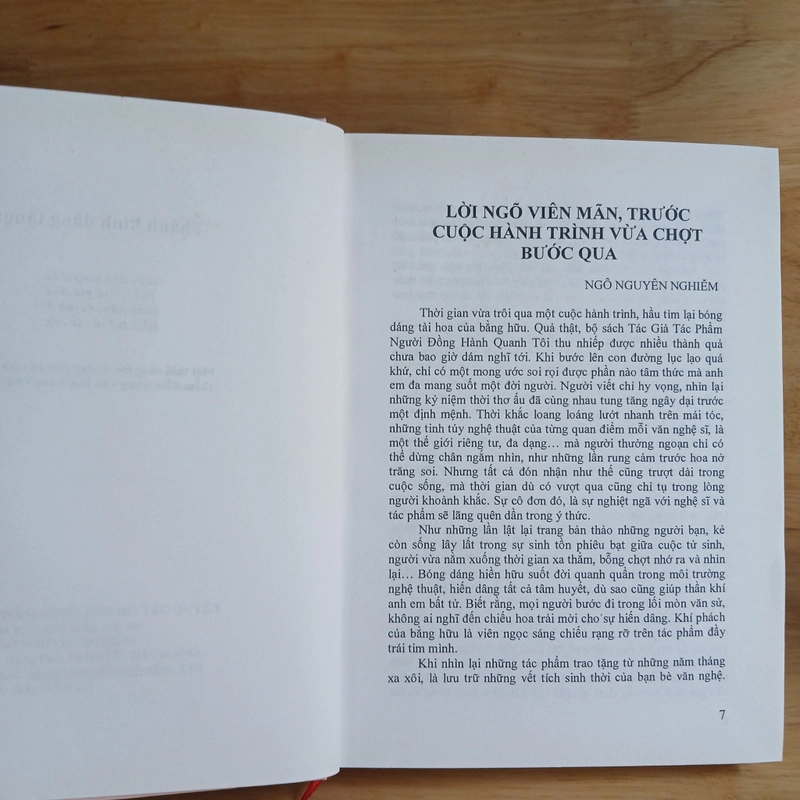 LỜI NGÕ VIÊN MÃN, TRƯỚC
CUỘC HÀNH TRÌNH VỪA CHỢT
BƯỚC QUA
NGÔ NGUYÊN NGHIỄM
Thời gian vừa trôi qua một cuộc hành trình, hầu tìm lại bóng
dáng tài hoa của bằng hữu. Quả thật, bộ sách Tác Giả Tác Phẩm
Người Đồng Hành Quanh Tôi thu nhiếp được nhiều thành quả
chưa bao giờ dám nghĩ tới. Khi bước lên con đường lục lạo quá
khứ, chỉ có một mong ước soi rọi được phần nào tâm thức mà anh
em đa mang suốt một đời người. Người viết chỉ hy vọng, nhìn lại
những kỷ niệm thời thơ ấu đã cùng nhau tung tăng ngây dại trước
một định mệnh. Thời khắc loang loáng lướt nhanh trên mái tóc,
những tinh túy nghệ thuật của từng quan điểm mỗi văn nghệ sĩ, là
một thế giới riêng tư, đa dạng... mà người thưởng ngoạn chỉ có
thể dừng chân ngắm nhìn, như những lần rung cảm trước hoa nở
trăng soi. Nhưng tất cả đón nhận như thế cũng trượt dài trong
cuộc sống, mà thời gian dù có vượt qua cũng chỉ tụ trong lòng
người khoảnh khắc. Sự cô đơn đó, là sự nghiệt ngã với nghệ sĩ và
tác phẩm sẽ lãng quên dần trong ý thức.
Như những lần lật lại trang bản thảo những người bạn, kẻ
còn sống lây lất trong sự sinh tồn phiêu bạt giữa cuộc tử sinh,
người vừa nằm xuống thời gian xa thẳm, bỗng chợt nhớ ra và nhìn
lại... Bóng dáng hiền hữu suốt đời quanh quẩn trong môi trường
nghệ thuật, hiến dâng tất cả tâm huyết, dù sao cũng giúp thần khí
anh em bất tử. Biết rằng, mọi người bước đi trong lối mòn văn sử,
không ai nghĩ đến chiếu hoa trải mời cho sự hiến dâng. Khí phách
của bằng hữu là viên ngọc sáng chiếu rạng rỡ trên tác phẩm đầy
trái tim mình.
Khi nhìn lại những tác phẩm trao tặng từ những năm tháng
xa xôi, là lưu trữ những vết tích sinh thời của bạn bè văn nghệ.
7